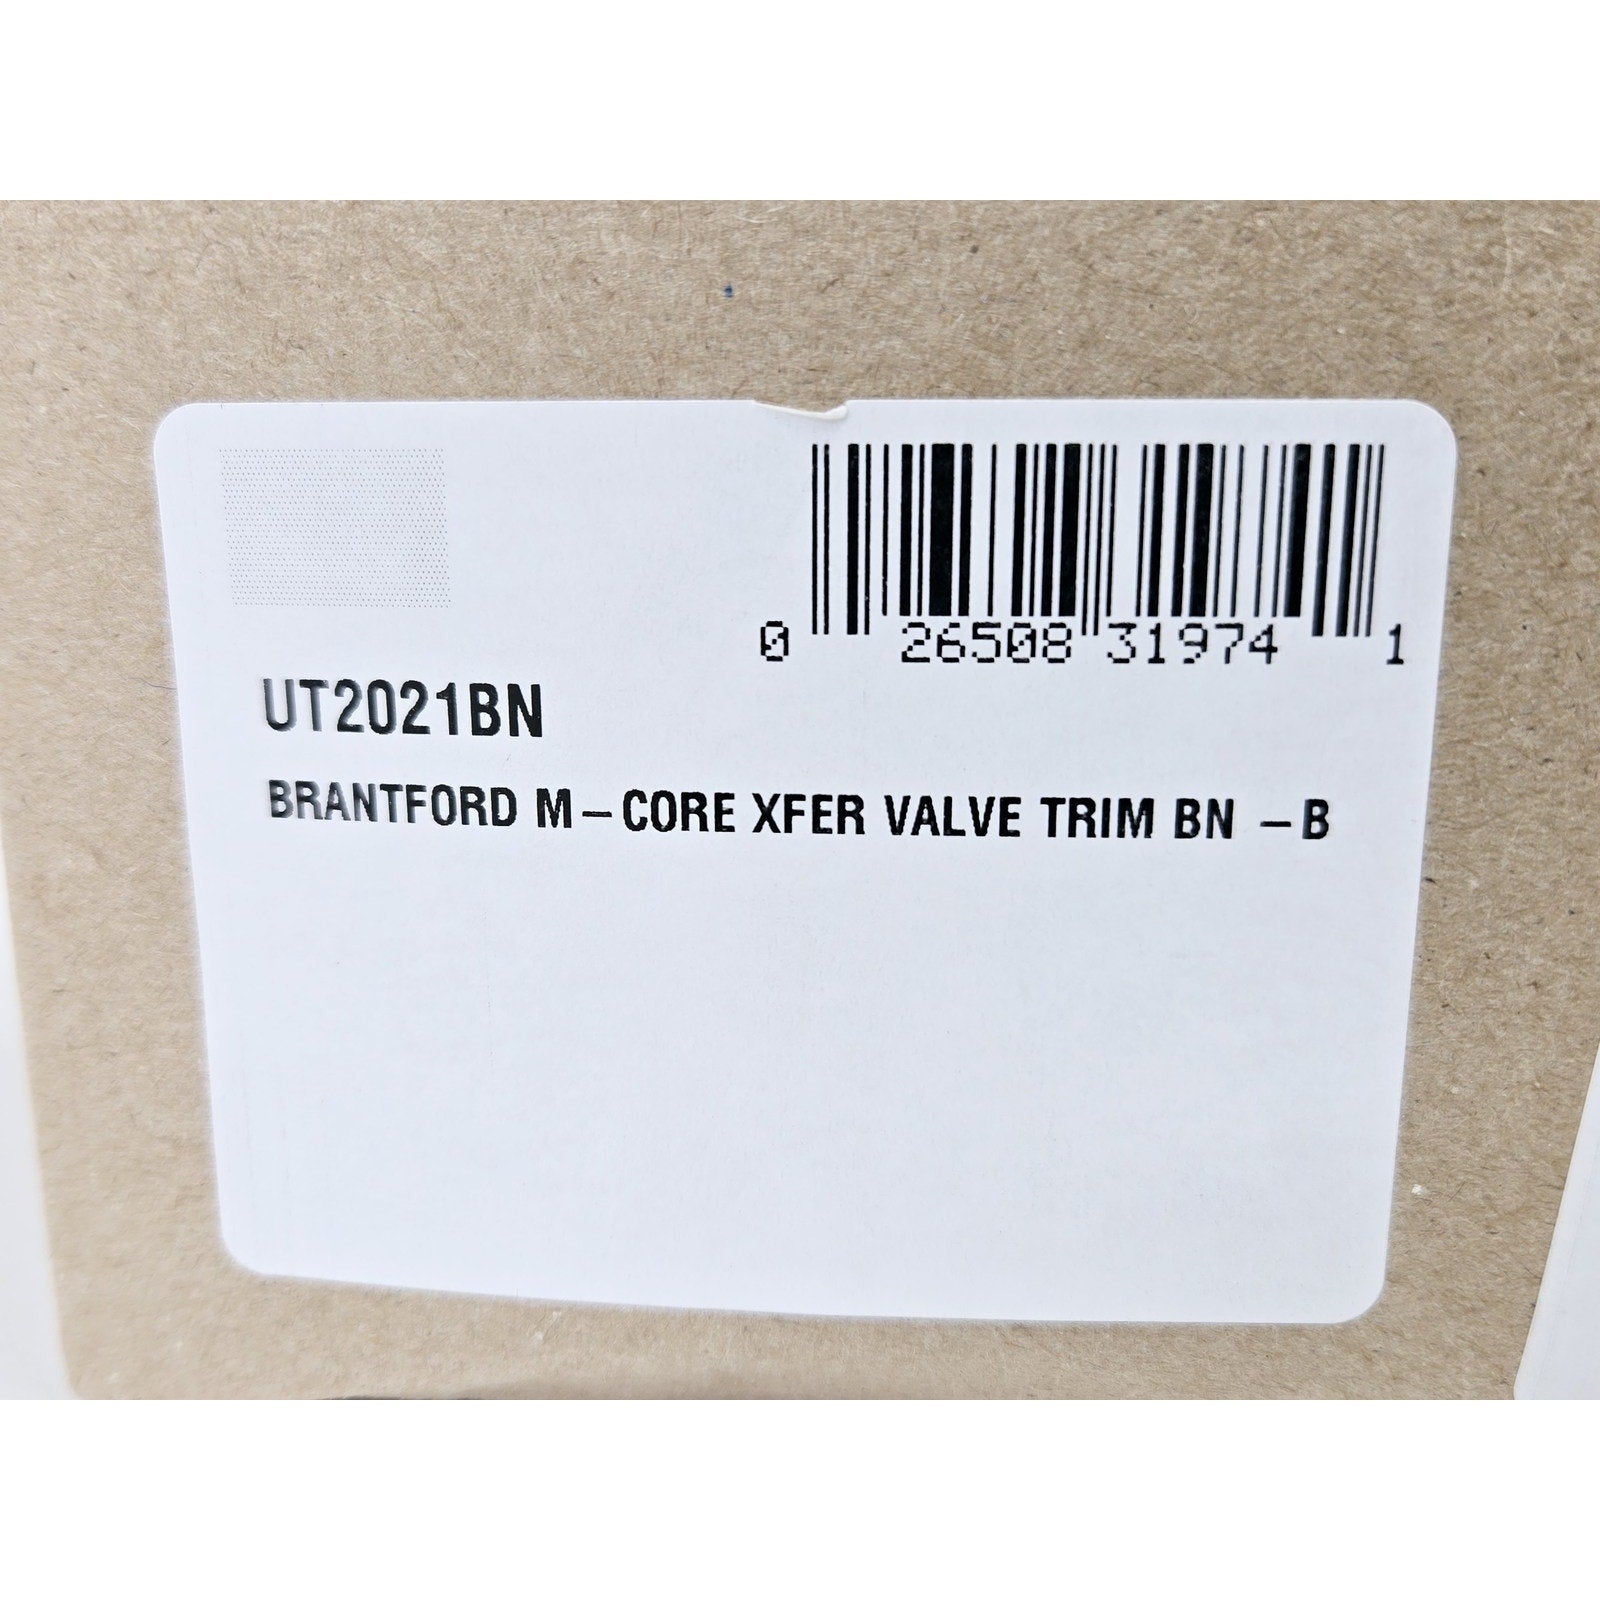 0 26508 31974 1
UT2021BN
BRANTFORD M-CORE XFER VALVE TRIM BN -B